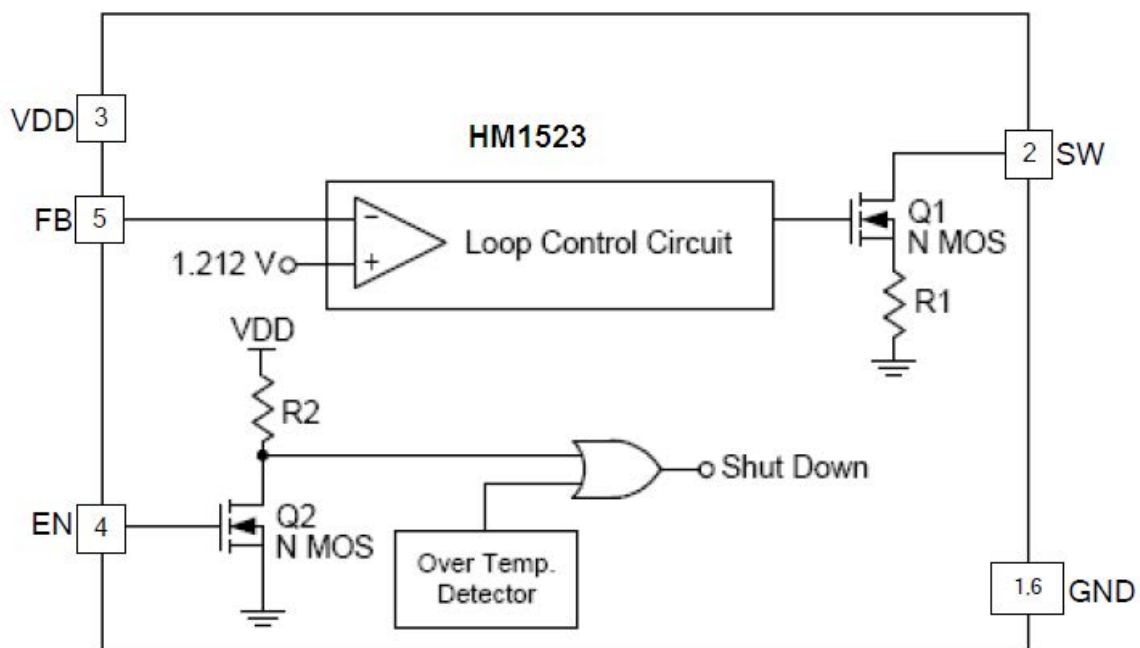 VDD 3
HM1523
2 SW
FB 5
Q1
N MOS
−
Loop Control Circuit
1.212 V
+
R1
VDD
R2
Shut Down
EN 4
Q2
N MOS
Over Temp.
Detector
1.6 GND